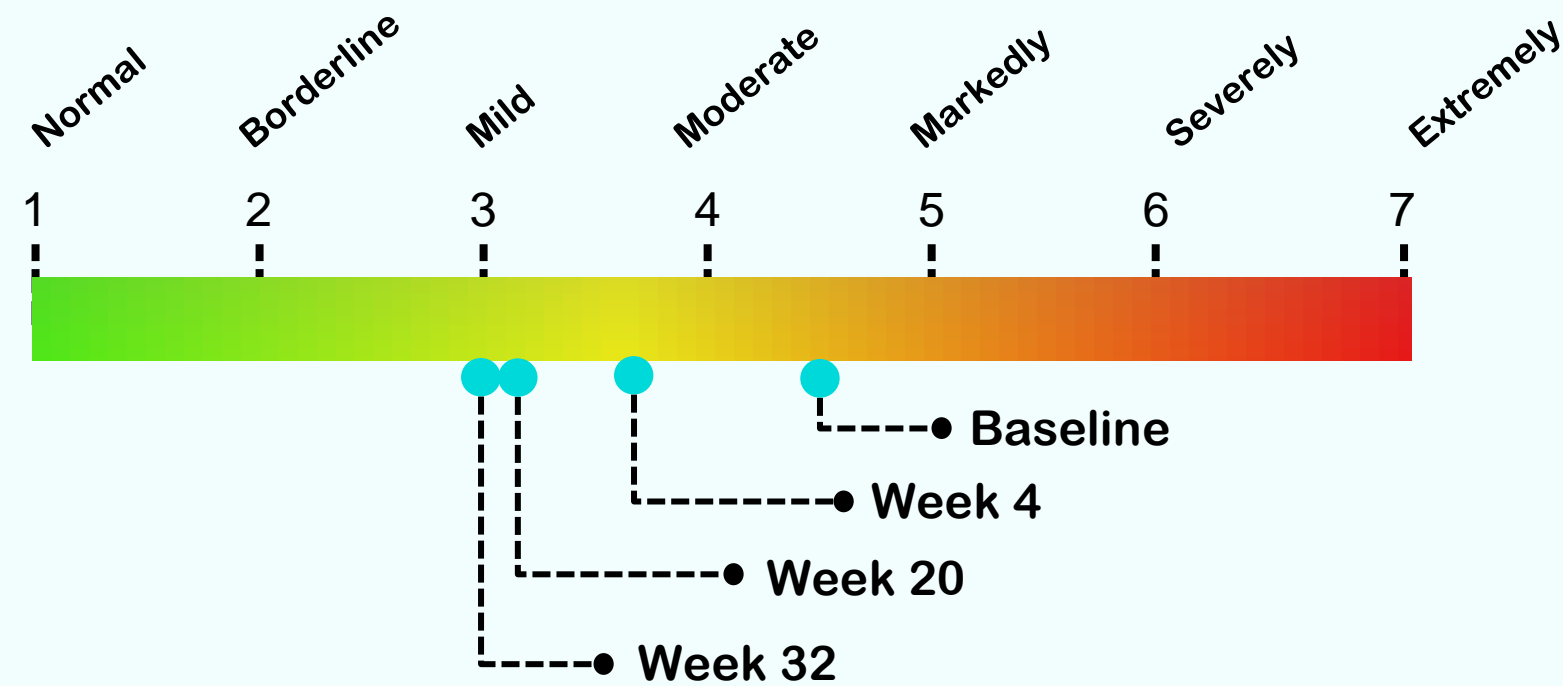 Normal
Borderline
Mild
Moderate
Markedly
Severely
Extremely
1 2 3 4 5 6 7
Baseline
Week 4
Week 20
Week 32